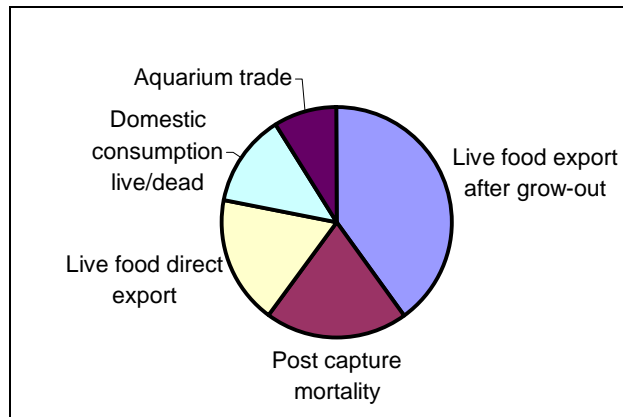 Aquarium trade
Domestic
consumption
live/dead
Live food export
after grow-out
Live food direct
export
Post capture
mortality